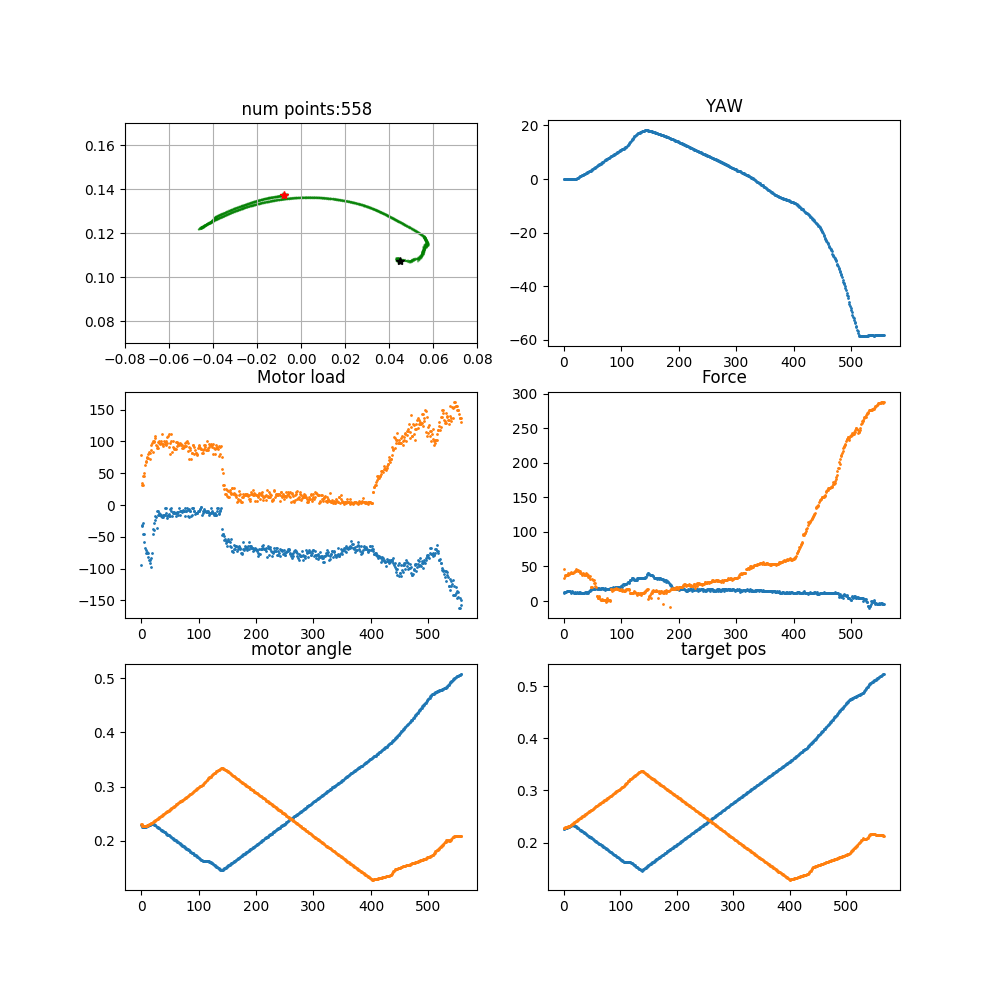 num points:558
0.16
0.14
0.12
0.10
0.08
−0.08 −0.06 −0.04 −0.02 0.00 0.02 0.04 0.06 0.08
YAW
20
0
−20
−40
−60
0 100 200 300 400 500
Motor load
150
100
50
0
−50
−100
−150
0 100 200 300 400 500
Force
300
250
200
150
100
50
0
0 100 200 300 400 500
motor angle
0.5
0.4
0.3
0.2
0 100 200 300 400 500
target pos
0.5
0.4
0.3
0.2
0 100 200 300 400 500